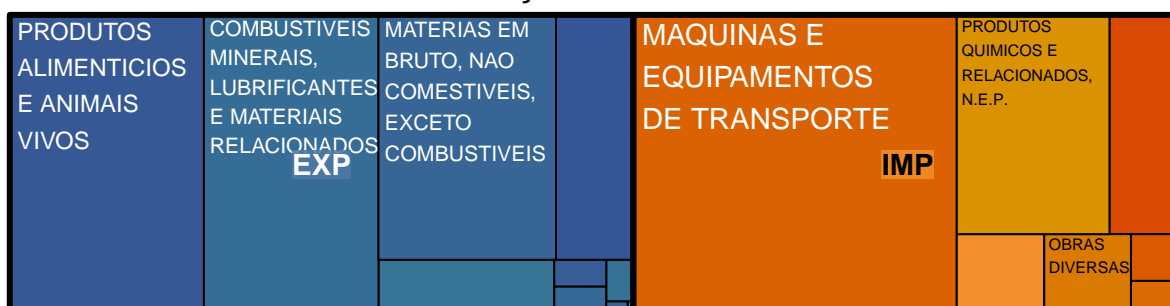 PRODUTOS
ALIMENTICIOS
E ANIMAIS
VIVOS
COMBUSTIVEIS
MINERAIS,
LUBRIFICANTES
E MATERIAIS
RELACIONADOS
MATERIAS EM
BRUTO, NAO
COMESTIVEIS,
EXCETO
COMBUSTIVEIS
EXP
MAQUINAS E
EQUIPAMENTOS
DE TRANSPORTE
IMP
PRODUTOS
QUIMICOS E
RELACIONADOS,
N.E.P.
OBRAS
DIVERSAS